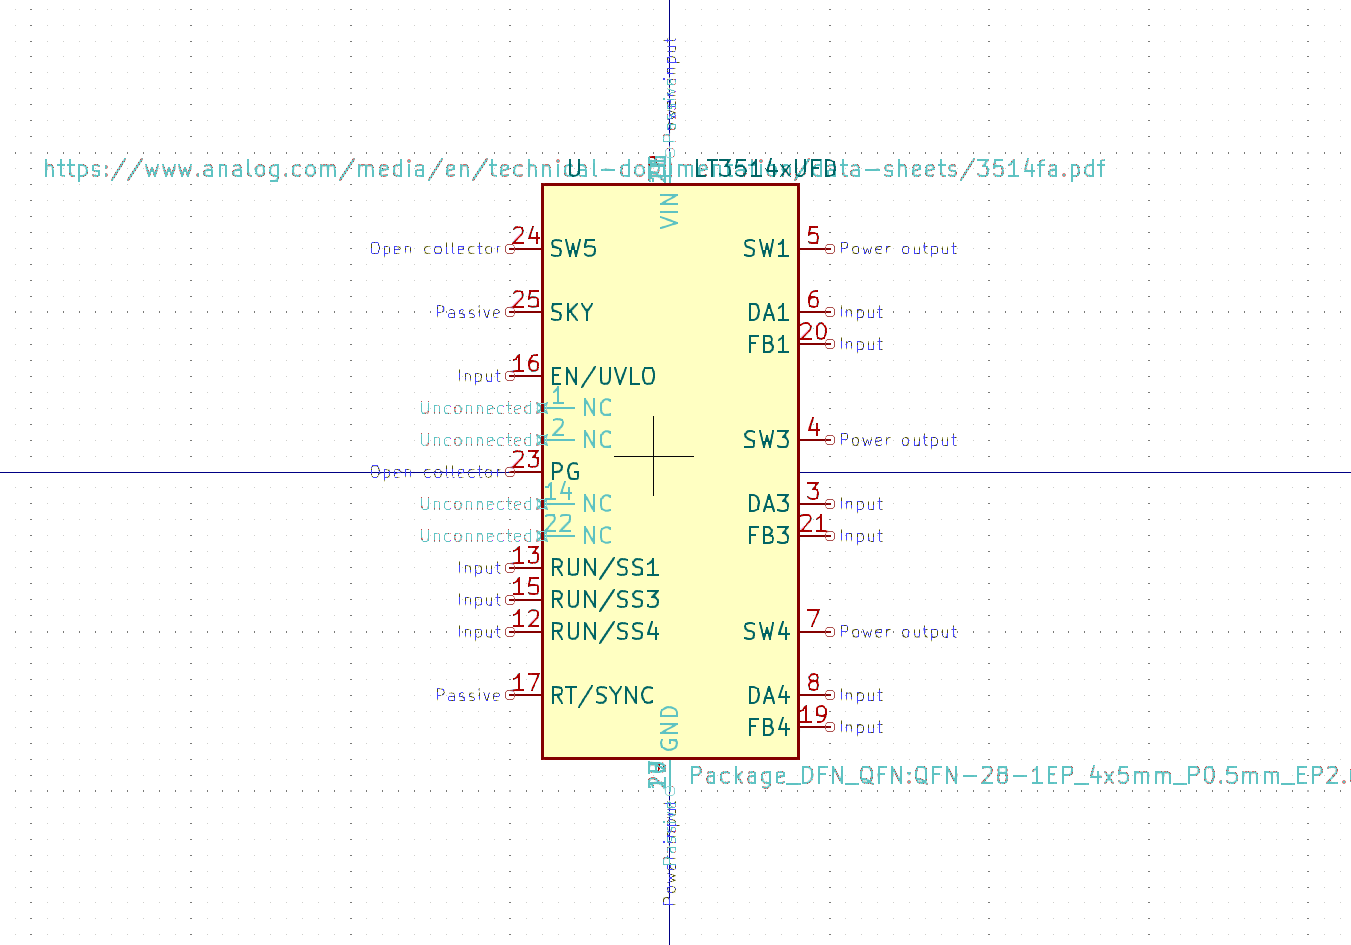 https://www.analog.com/media/en/technical-documentation/data-sheets/3514fa.pdf
U LT3514xUFD
VIN
Open collector 24 SW5 SW1 5 Power output
Passive 25 SKY DA1 6 Input
FB1 20 Input
Input 16 EN/UVLO
Unconnected 1 NC
Unconnected 2 NC SW3 4 Power output
Open collector 23 PG
Unconnected 14 NC DA3 3 Input
Unconnected 22 NC FB3 21 Input
Input 13 RUN/SS1
Input 15 RUN/SS3
Input 12 RUN/SS4 SW4 7 Power output
Passive 17 RT/SYNC DA4 8 Input
FB4 19 Input
GND
Package_DFN_QFN:QFN-28-1EP_4x5mm_P0.5mm_EP2.
Power input